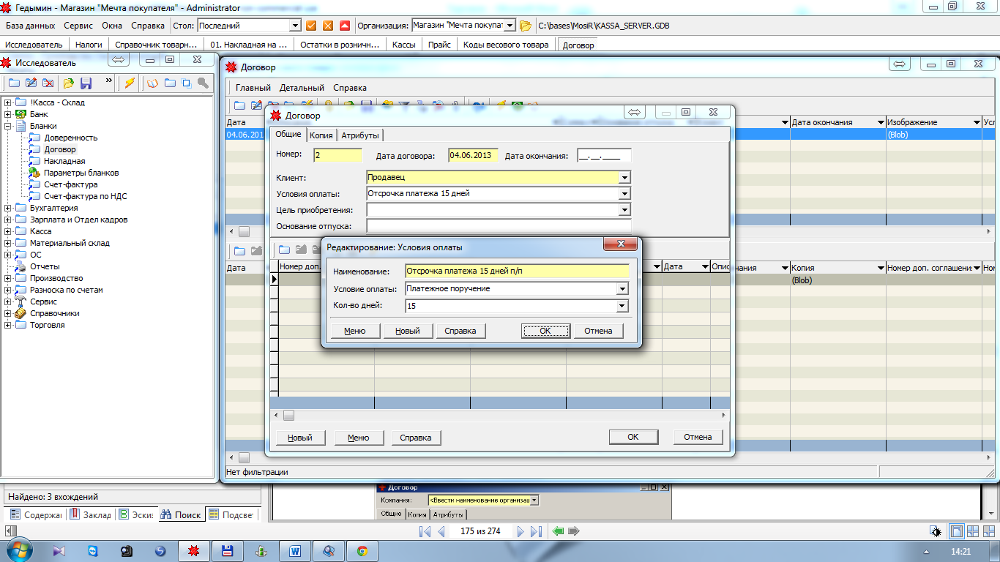 Гедымин - Магазин "Мечта покупателя" - Administrator
База данных Сервис Окна Справка Стол: Последний Организация: Магазин "Мечта покупат C:\bases\MosiR\KASSA_SERVER.GDB
Исследователь Налоги Справочник товарн... 01. Накладная на ... Остатки в розничн... Кассы Прайс Коды весового товара Договор
Исследователь
!Касса - Склад
Банк
Бланки
Доверенность
Договор
Накладная
Параметры бланков
Счет-фактура
Счет-фактура по НДС
Бухгалтерия
Зарплата и Отдел кадров
Касса
Материальный склад
ОС
Отчеты
Производство
Разноска по счетам
Сервис
Справочники
Торговля
Договор
Главный Детальный Справка
Дата Дата окончания Изображение Усл
04.06.201 (Blob)
Договор
Общие Копия Атрибуты
Номер: 2 Дата договора: 04.06.2013 Дата окончания: __.__.____
Клиент: Продавец
Условия оплаты: Отсрочка платежа 15 дней
Цель приобретения:
Основание отпуска:
Дата Номер доп. Дата Опис ания Копия Номер доп. соглашени Ном
(Blob)
Редактирование: Условия оплаты
Наименование: Отсрочка платежа 15 дней п/п
Условие оплаты: Платежное поручение
Кол-во дней: 15
Меню Новый Справка ОК Отмена
Новый Меню Справка ОК Отмена
Нет фильтрации
Найдено: 3 вхождений
Содержа Заклад Эски: Поиск Подсве
Договор
Компания: <Ввести наименование организац
Общие Копия Атрибуты
175 из 274
14:21